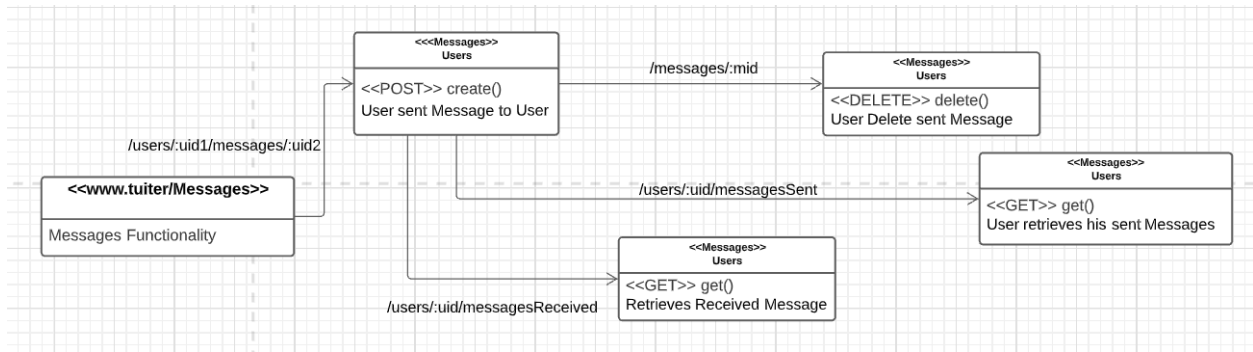 <<<Messages>>
Users
<<POST>> create()
User sent Message to User
/messages/:mid
<<Messages>>
Users
<<DELETE>> delete()
User Delete sent Message
/users/:uid1/messages/:uid2
<<www.tuiter/Messages>>
Messages Functionality
/users/:uid/messagesSent
<<Messages>>
Users
<<GET>> get()
User retrieves his sent Messages
/users/:uid/messagesReceived
<<Messages>>
Users
<<GET>> get()
Retrieves Received Message